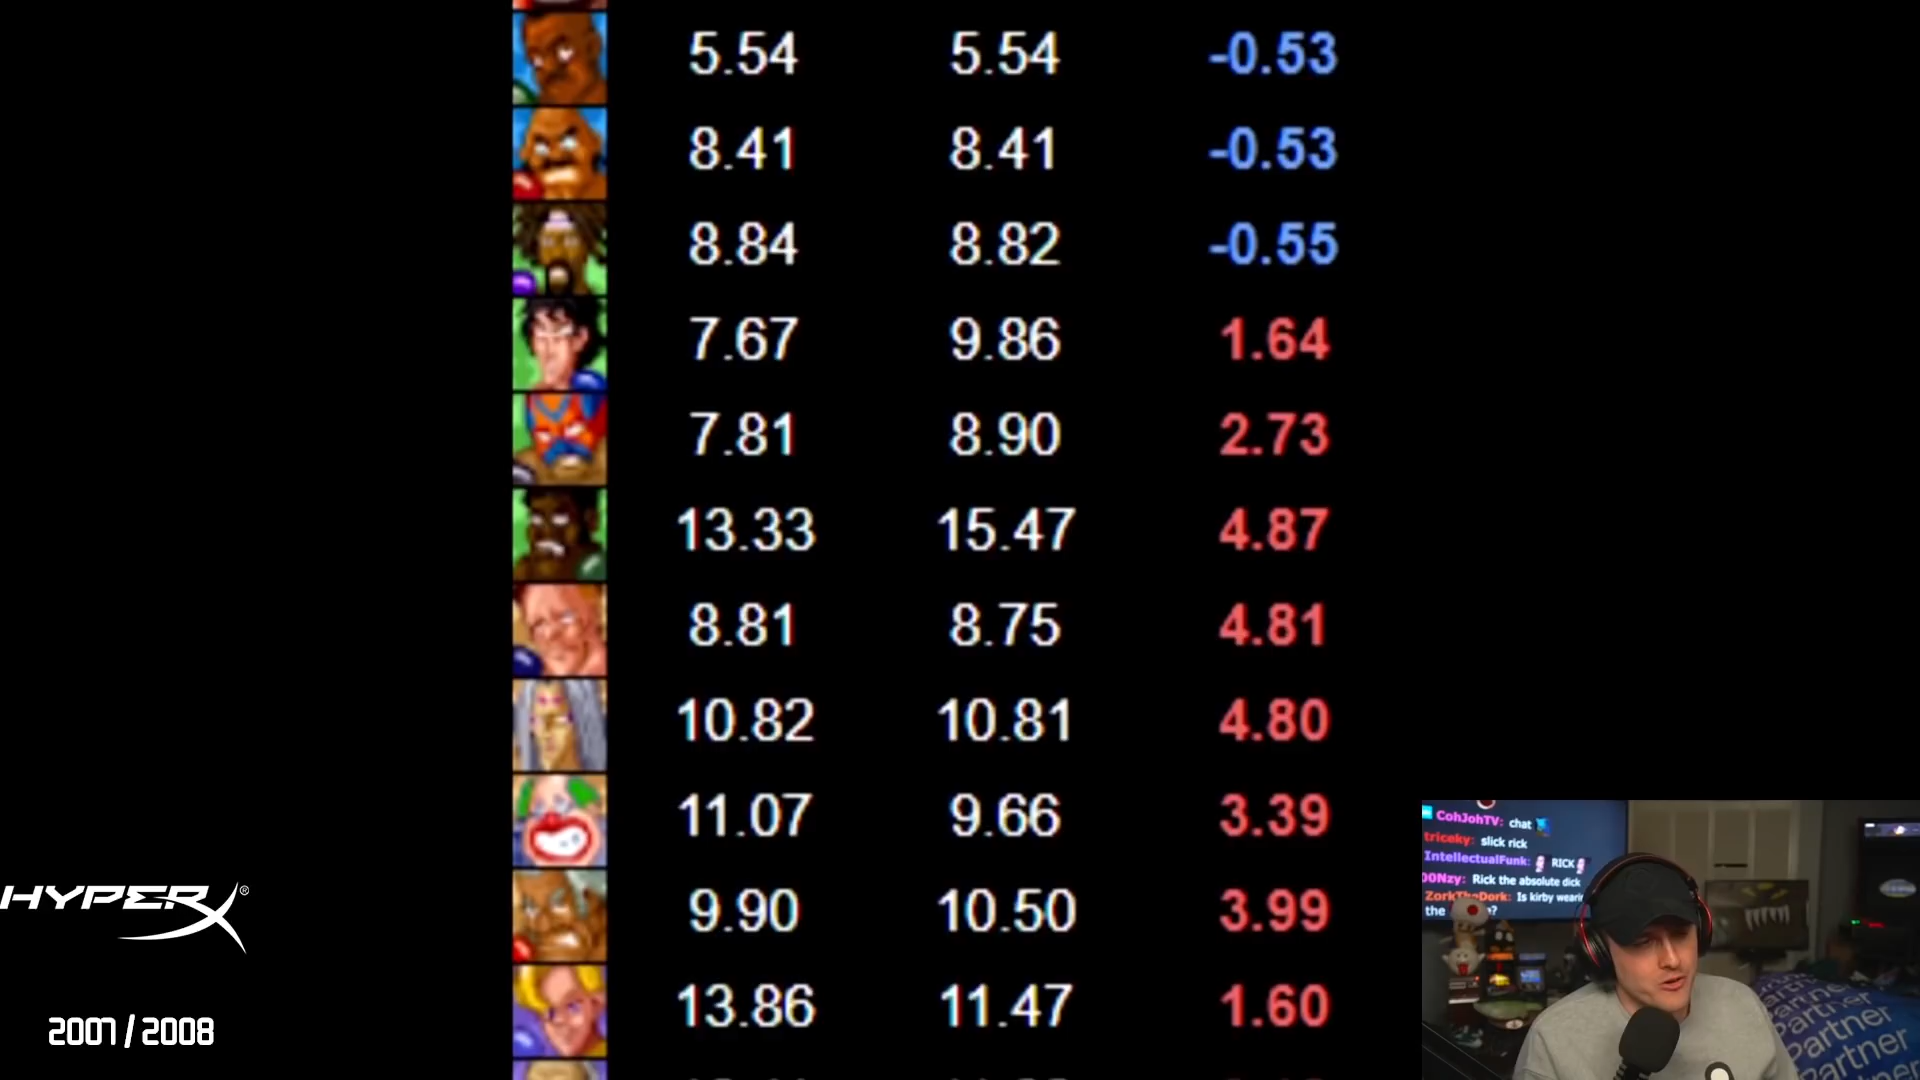 5.54 5.54 -0.53
8.41 8.41 -0.53
8.84 8.82 -0.55
7.67 9.86 1.64
7.81 8.90 2.73
13.33 15.47 4.87
8.81 8.75 4.81
10.82 10.81 4.80
11.07 9.66 3.39
9.90 10.50 3.99
13.86 11.47 1.60
HYPERX®
2007/2008
CohJohTV: chat
triceky: slick rick
IntellectualFunk: RICK
D0Nzy: Rick the absolute dick
ZorkTheDork: Is kirby
the ?
Partner
Partner
Partner
Partner